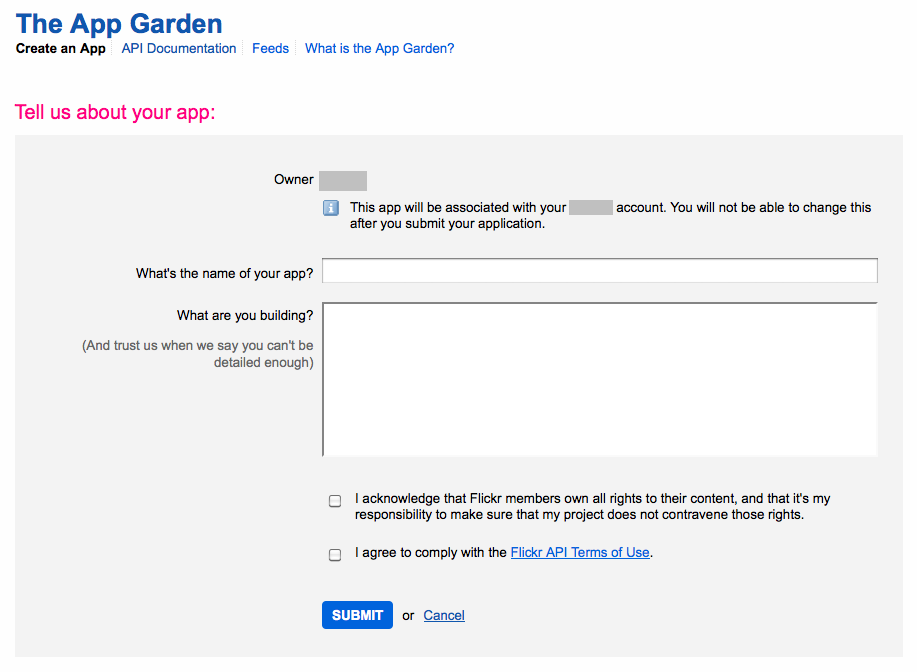 The App Garden
Create an App API Documentation Feeds What is the App Garden?
Tell us about your app:
Owner
This app will be associated with your account. You will not be able to change this
after you submit your application.
What's the name of your app?
What are you building?
(And trust us when we say you can't be
detailed enough)
I acknowledge that Flickr members own all rights to their content, and that it's my
responsibility to make sure that my project does not contravene those rights.
I agree to comply with the Flickr API Terms of Use.
SUBMIT or Cancel